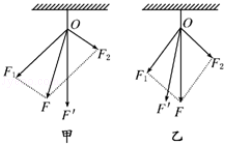 O O
F₁ F₂ F₁ F₂
F F′ F′ F
甲 乙